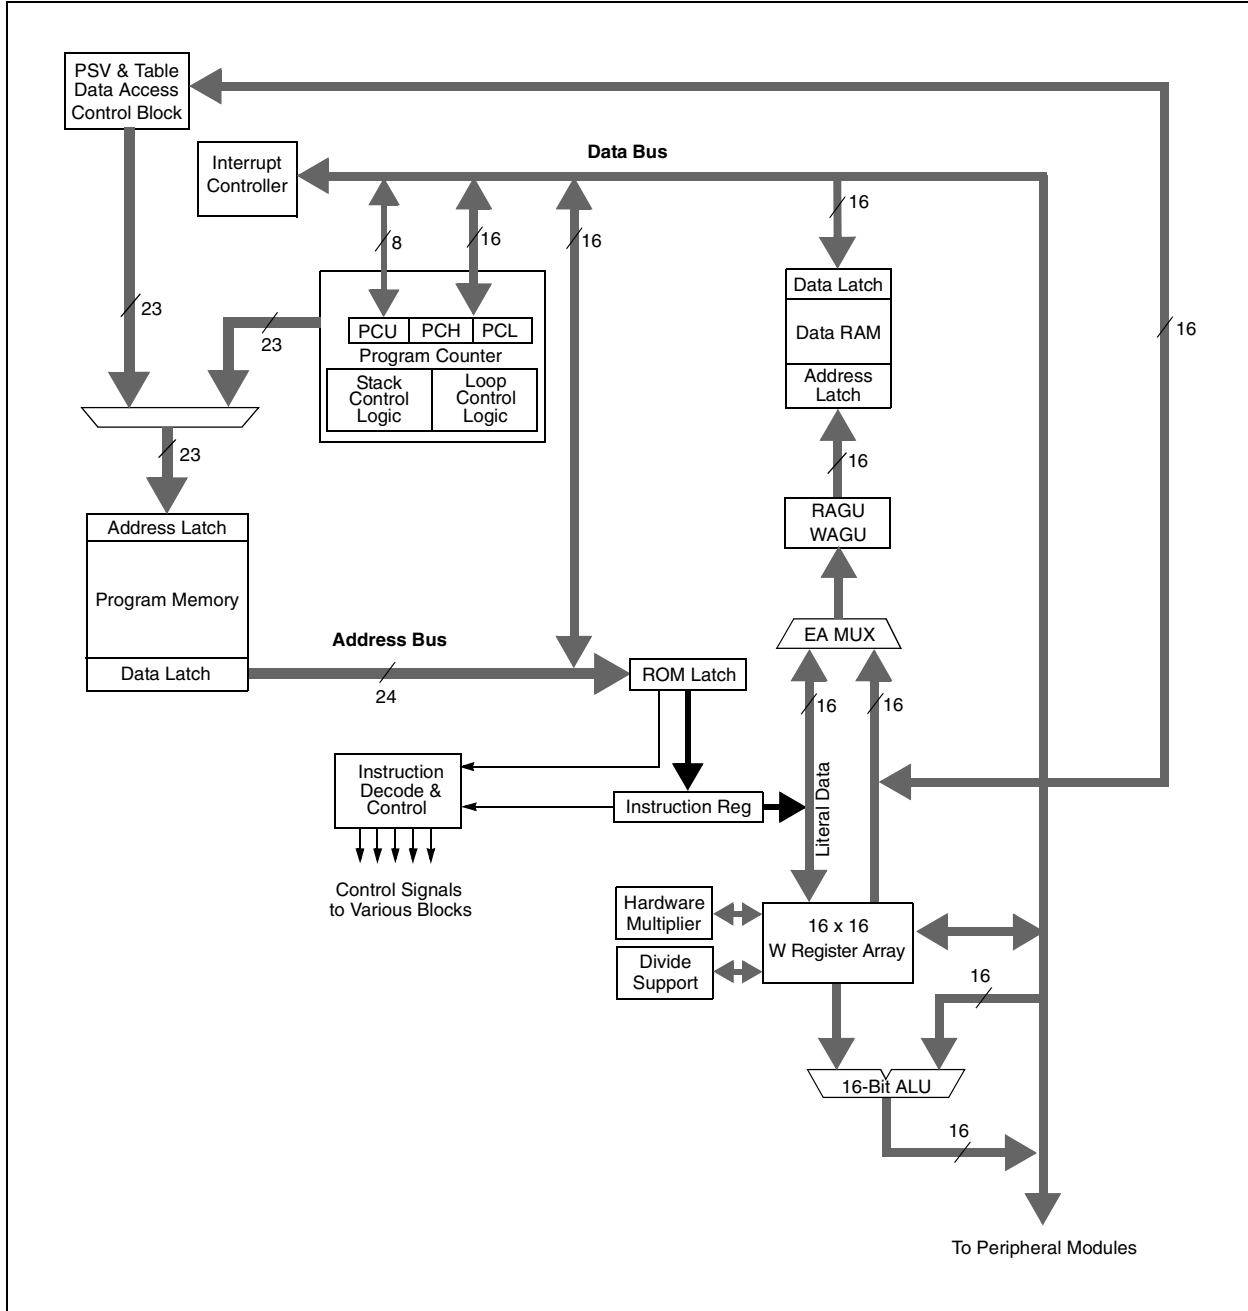 PSV & Table
Data Access
Control Block
Interrupt
Controller
Data Bus
8
16
16
16
23
23
16
PCU
PCH
PCL
Program Counter
Stack
Control
Logic
Loop
Control
Logic
Data Latch
Data RAM
Address
Latch
23
16
RAGU
WAGU
Address Latch
Program Memory
Data Latch
Address Bus
24
EA MUX
ROM Latch
16
16
Instruction
Decode &
Control
Instruction Reg
Literal Data
Control Signals
to Various Blocks
Hardware
Multiplier
16 x 16
W Register Array
Divide
Support
16
16-Bit ALU
16
To Peripheral Modules